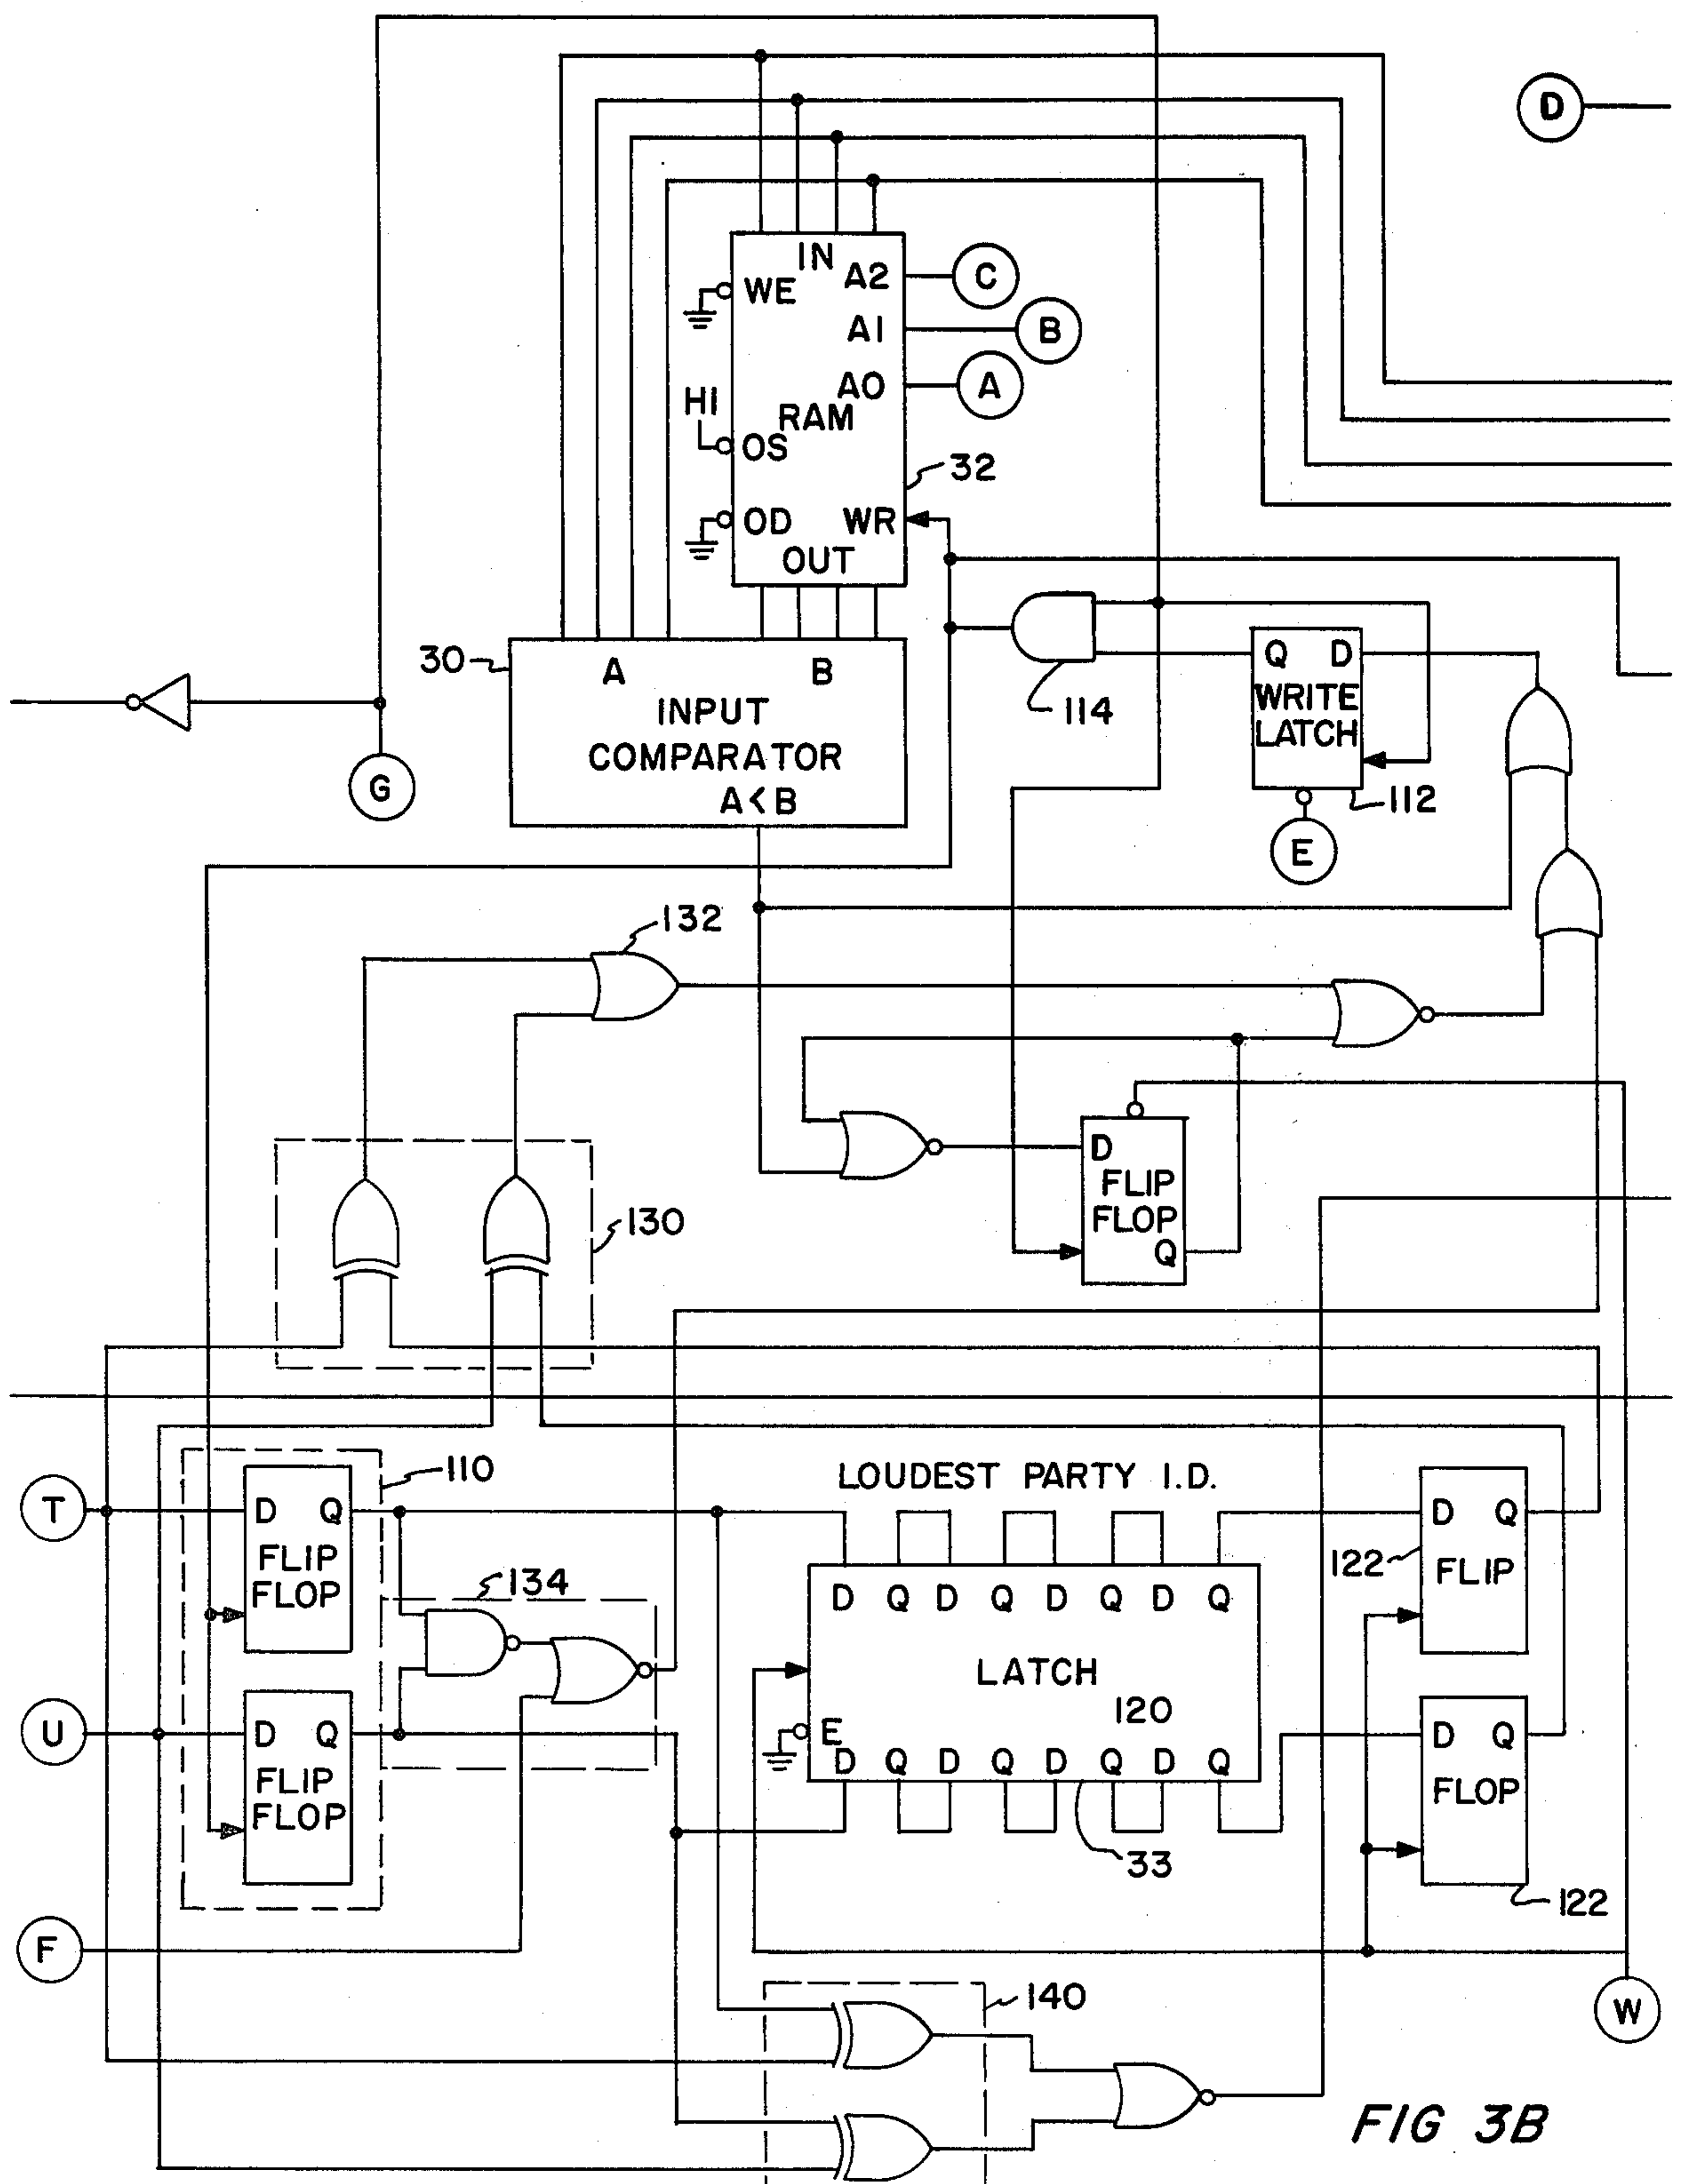 D
IN
WE
A2
C
A1
B
HI
A0
A
RAM
OS
32
OD
WR
OUT
30
A
B
INPUT
COMPARATOR
A<B
114
Q D
WRITE
LATCH
112
G
E
132
130
D
FLIP
FLOP
Q
110
LOUDEST PARTY I.D.
T
D Q
FLIP
FLOP
134
122
D Q
FLIP
D Q D Q D Q D Q
LATCH
120
E
D Q D Q D Q D Q
33
U
D Q
FLIP
FLOP
D Q
FLOP
122
F
140
W
FIG 3B